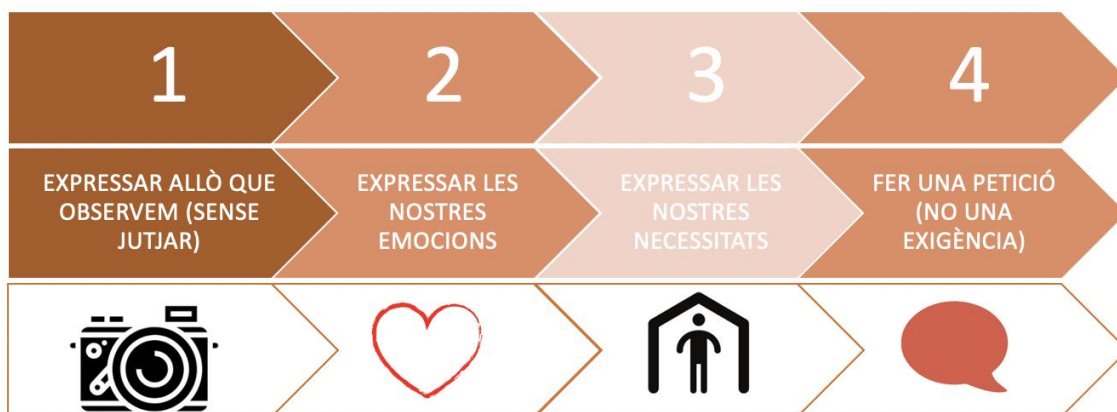 1
2
3
4
EXPRESSAR ALLÒ QUE
OBSERVEM (SENSE
JUTJAR)
EXPRESSAR LES
NOSTRES
EMOCIONS
EXPRESSAR LES
NOSTRES
NECESSITATS
FER UNA PETICIÓ
(NO UNA
EXIGÈNCIA)